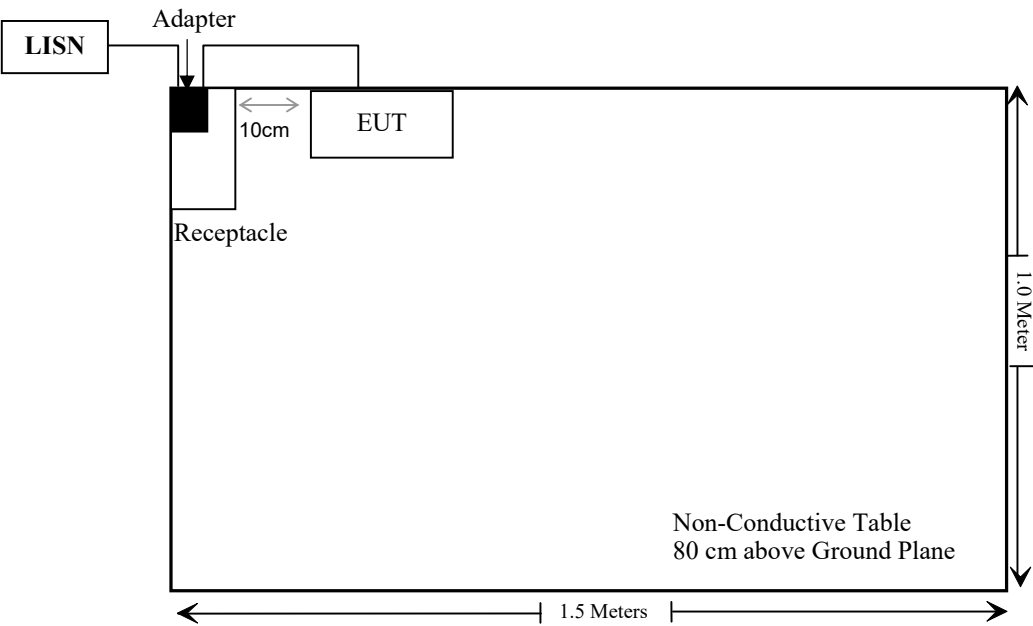 Adapter
LISN
EUT
10cm
Receptacle
1.0 Meter
Non-Conductive Table
80 cm above Ground Plane
1.5 Meters